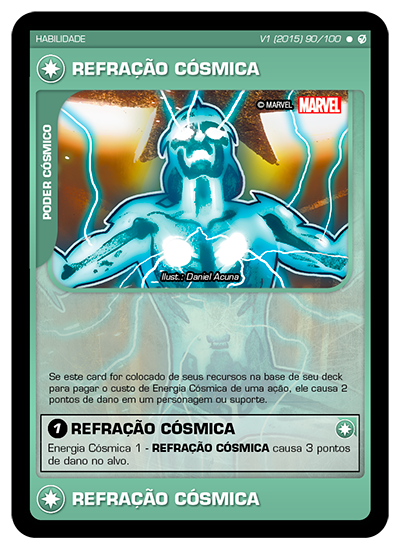 HABILIDADE
V1 (2015) 90/100
REFRAÇÃO CÓSMICA
© MARVEL MARVEL
PODER CÓSMICO
Ilust.: Daniel Acuna
Se este card for colocado de seus recursos na base de seu deck
para pagar o custo de Energia Cósmica de uma ação, ele causa 2
pontos de dano em um personagem ou suporte.
1 REFRAÇÃO CÓSMICA
Energia Cósmica 1 - REFRAÇÃO CÓSMICA causa 3 pontos
de dano no alvo.
REFRAÇÃO CÓSMICA